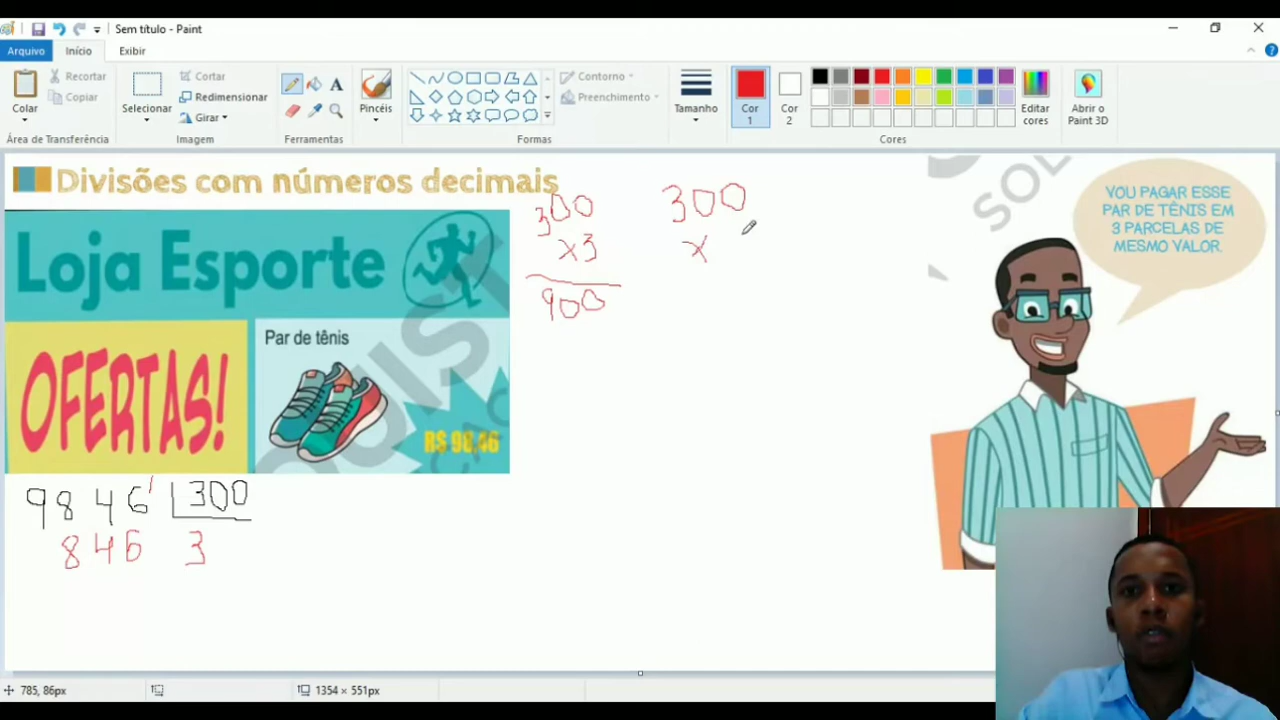 Sem título - Paint
Arquivo Início Exibir
Colar
Recortar
Copiar
Área de Transferência
Selecionar
Cortar
Redimensionar
Girar
Imagem
A
Ferramentas
Pincéis
Contorno
Preenchimento
Formas
Tamanho
Cor 1
Cor 2
Editar cores
Abrir o Paint 3D
Cores
Divisões com números decimais
Loja Esporte
OFERTAS!
Par de tênis
R$ 98,46
300
x3
900
300
x
VOU PAGAR ESSE
PAR DE TÊNIS EM
3 PARCELAS DE
MESMO VALOR.
9846 300
846 3
785, 86px
1354 × 551px